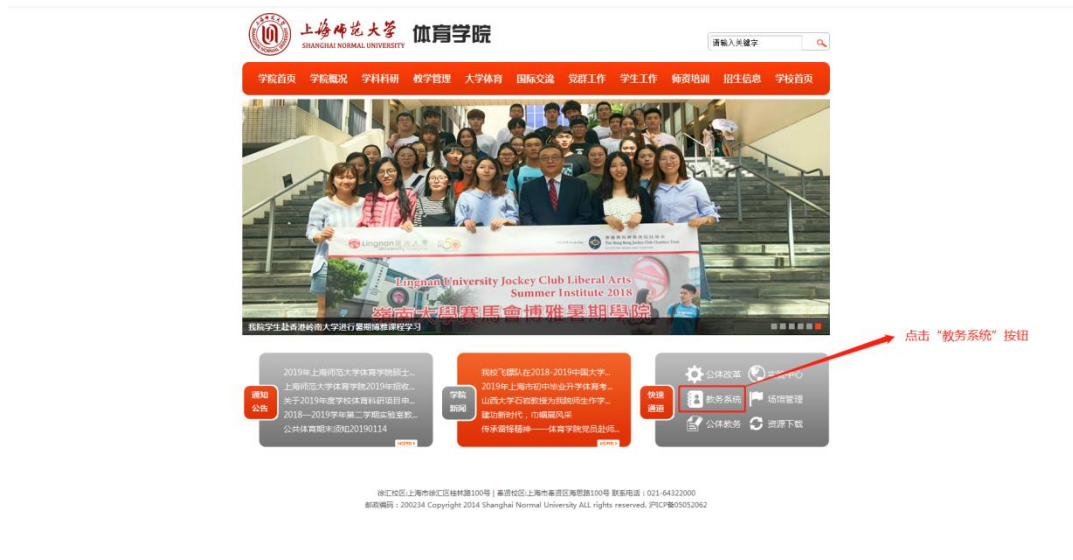 上海师范大学 体育学院
SHANGHAI NORMAL UNIVERSITY
请输入关键字
学院首页 学院概况 学科科研 教学管理 大学体育 国际交流 党群工作 学生工作 师资培训 招生信息 学校首页
Lingnan 嶺南大學
Lingnan University Jockey Club Liberal Arts
Summer Institute 2018
嶺南大學賽馬會博雅暑期學院
我院学生赴香港岭南大学进行暑期博雅课程学习
点击“教务系统”按钮
通知
公告
2019年上海师范大学体育学院硕士...
上海师范大学体育学院2019年招收...
关于2019年度学校体育科研项目申...
2018—2019学年第二学期实验室教...
公共体育期末须知20190114
MORE
学院
新闻
我校飞镖队在2018-2019中国大学...
2019年上海市初中毕业升学体育考...
山西大学石岩教授为我院师生作学...
建功新时代,巾帼展风采
传承雷锋精神——体育学院党员赴师...
MORE
快速
通道
公体改革
教务系统 场馆管理
公体教务 资源下载
徐汇校区:上海市徐汇区桂林路100号 | 奉贤校区:上海市奉贤区海思路100号 联系电话:021-64322000
邮政编码:200234 Copyright 2014 Shanghai Normal University ALL rights reserved. 沪ICP备05052062